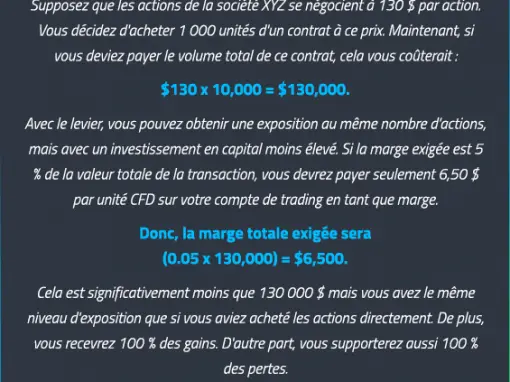 Supposez que les actions de la société XYZ se négocient à 130 $ par action.
Vous décidez d'acheter 1 000 unités d'un contrat à ce prix. Maintenant, si
vous deviez payer le volume total de ce contrat, cela vous coûterait :
$130 x 10,000 = $130,000.
Avec le levier, vous pouvez obtenir une exposition au même nombre d'actions,
mais avec un investissement en capital moins élevé. Si la marge exigée est 5
% de la valeur totale de la transaction, vous devrez payer seulement 6,50 $
par unité CFD sur votre compte de trading en tant que marge.
Donc, la marge totale exigée sera
(0.05 x 130,000) = $6,500.
Cela est significativement moins que 130 000 $ mais vous avez le même
niveau d'exposition que si vous aviez acheté les actions directement. De plus,
vous recevrez 100 % des gains. D'autre part, vous supporterez aussi 100 %
des pertes.